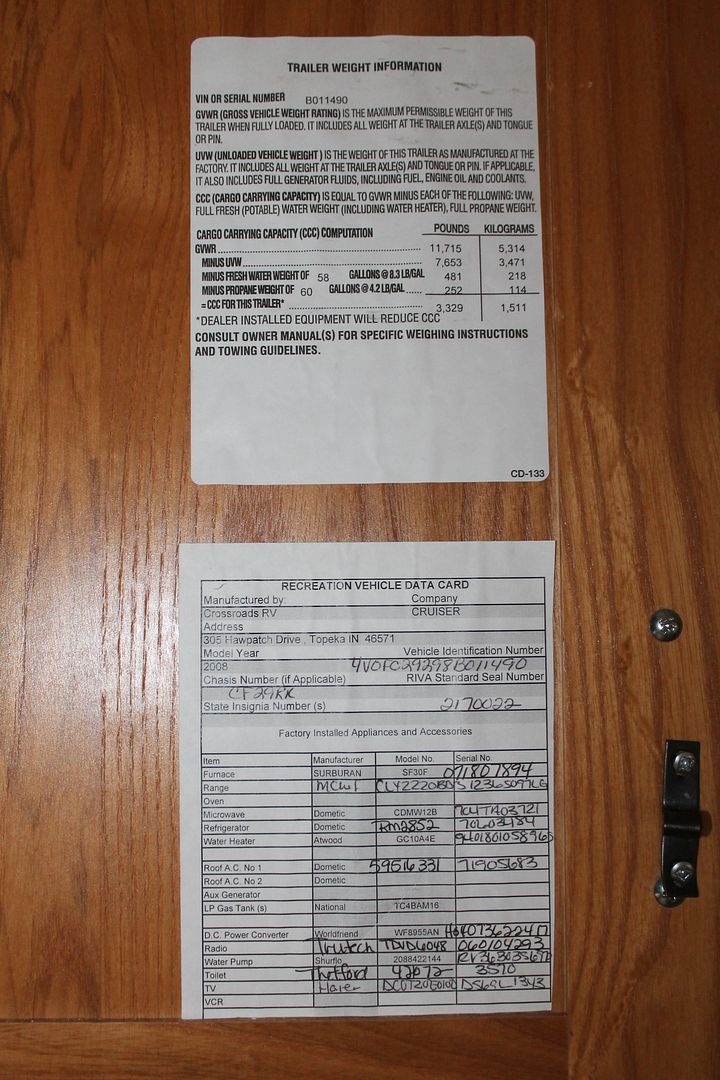 TRAILER WEIGHT INFORMATION
VIN OR SERIAL NUMBER B011490
GVWR (GROSS VEHICLE WEIGHT RATING) IS THE MAXIMUM PERMISSIBLE WEIGHT OF THIS
TRAILER WHEN FULLY LOADED. IT INCLUDES ALL WEIGHT AT THE TRAILER AXLE(S) AND TONGUE
OR PIN.
UVW (UNLOADED VEHICLE WEIGHT ) IS THE WEIGHT OF THIS TRAILER AS MANUFACTURED AT THE
FACTORY. IT INCLUDES ALL WEIGHT AT THE TRAILER AXLE(S) AND TONGUE OR PIN. IF APPLICABLE,
IT ALSO INCLUDES FULL GENERATOR FLUIDS, INCLUDING FUEL, ENGINE OIL AND COOLANTS.
CCC (CARGO CARRYING CAPACITY) IS EQUAL TO GVWR MINUS EACH OF THE FOLLOWING: UVW,
FULL FRESH (POTABLE) WATER WEIGHT (INCLUDING WATER HEATER), FULL PROPANE WEIGHT.
CARGO CARRYING CAPACITY (CCC) COMPUTATION POUNDS KILOGRAMS
GVWR 11,715 5,314
MINUS UVW 7,653 3,471
MINUS FRESH WATER WEIGHT OF 58 GALLONS @ 8.3 LB/GAL 481 218
MINUS PROPANE WEIGHT OF 60 GALLONS @ 4.2 LB/GAL 252 114
= CCC FOR THIS TRAILER* 3,329 1,511
*DEALER INSTALLED EQUIPMENT WILL REDUCE CCC
CONSULT OWNER MANUAL(S) FOR SPECIFIC WEIGHING INSTRUCTIONS
AND TOWING GUIDELINES.
CD-133
RECREATION VEHICLE DATA CARD
Manufactured by: Company
Crossroads RV CRUISER
Address
305 Hawpatch Drive , Topeka IN 46571
Model Year Vehicle Identification Number
2008 4V0FC29298B011490
Chasis Number (if Applicable) RIVA Standard Seal Number
CF29RK 2170022
State Insignia Number (s)
Factory Installed Appliances and Accessories
Item Manufacturer Model No. Serial No.
Furnace SURBURAN SF30F 071807894
Range
Oven
Microwave Dometic CDMW12B
Refrigerator Dometic RM2852 70203484
Water Heater Atwood GC10A4E
Roof A.C. No 1 Dometic 59516331 71905683
Roof A.C. No 2 Dometic
Aux Generator
LP Gas Tank (s) National TC4BAM16
D.C. Power Converter Worldfriend WF8955AN
Radio Trutech TDVD6048 060104293
Water Pump Shurflo 2088422144
Toilet Thetford 42072 3570
TV
VCR